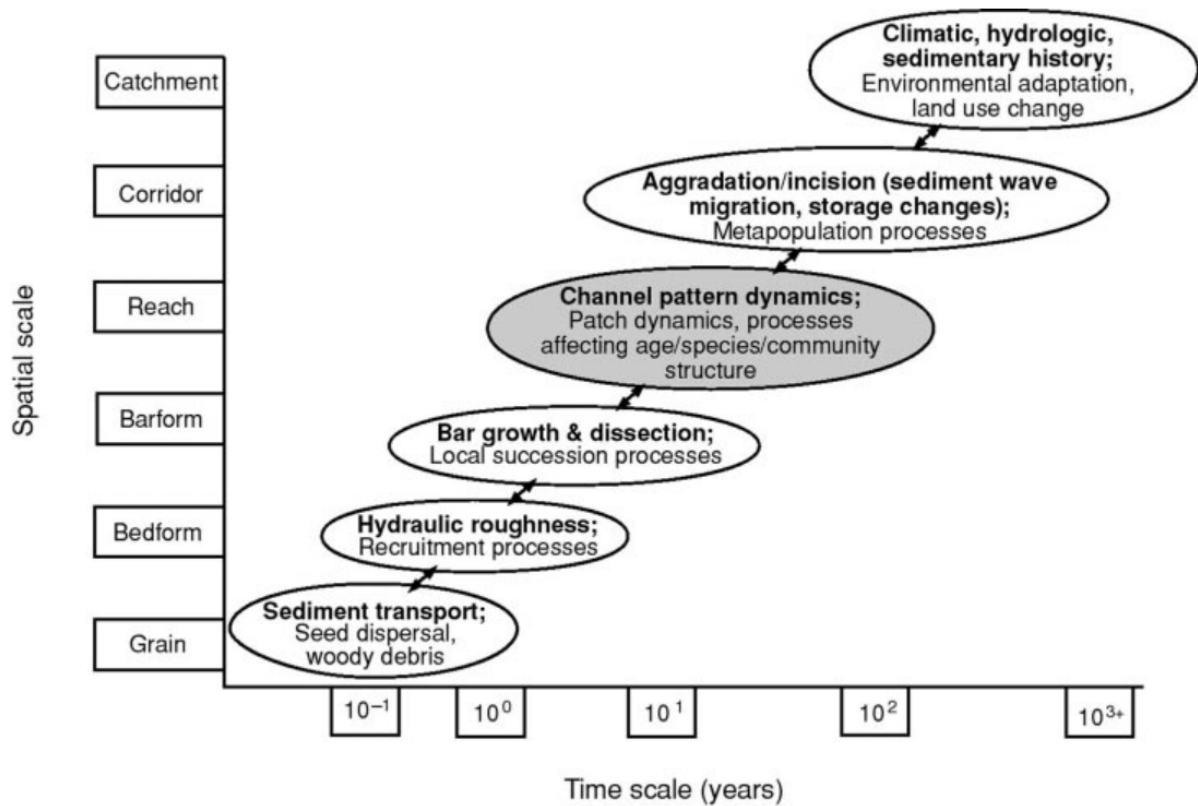 Climatic, hydrologic,
sedimentary history;
Environmental adaptation,
land use change
Catchment
Aggradation/incision (sediment wave
migration, storage changes);
Metapopulation processes
Corridor
Channel pattern dynamics;
Patch dynamics, processes
affecting age/species/community
structure
Reach
Spatial scale
Barform
Bar growth & dissection;
Local succession processes
Bedform
Hydraulic roughness;
Recruitment processes
Grain
Sediment transport;
Seed dispersal,
woody debris
10⁻¹
10⁰
10¹
10²
10³⁺
Time scale (years)